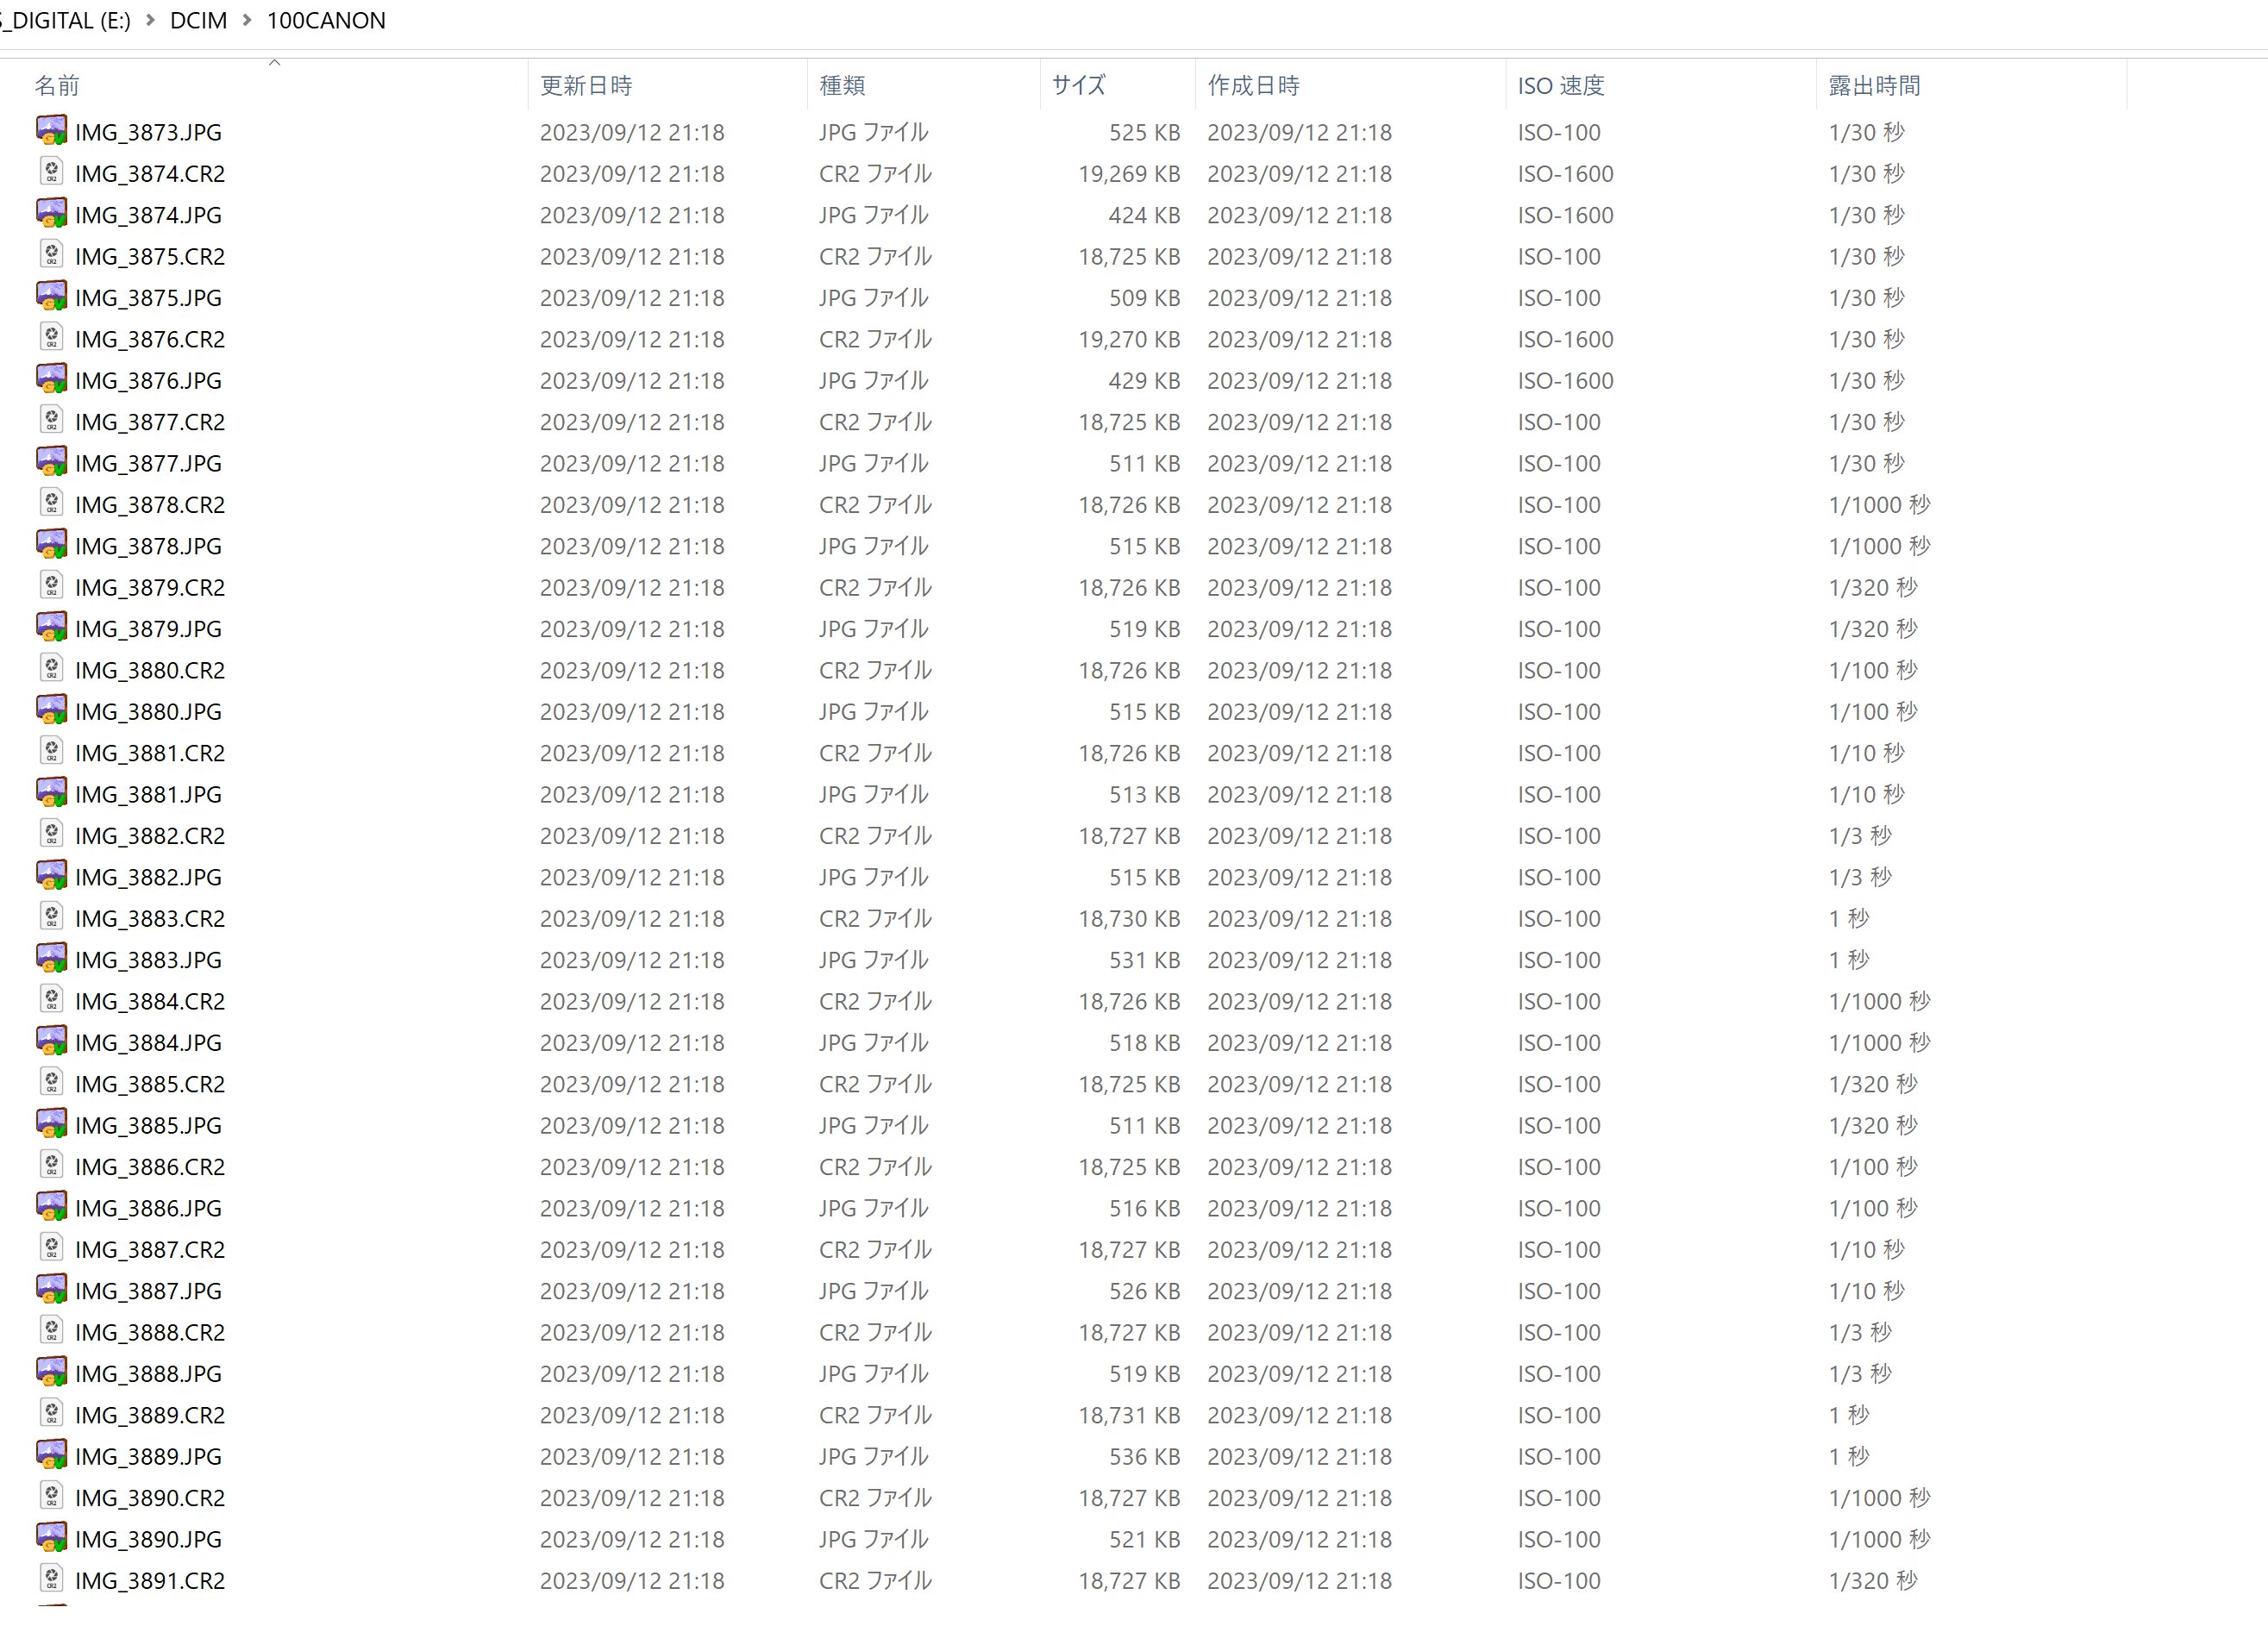 S_DIGITAL (E:) > DCIM > 100CANON
名前 更新日時 種類 サイズ 作成日時 ISO 速度 露出時間
IMG_3873.JPG 2023/09/12 21:18 JPG ファイル 525 KB 2023/09/12 21:18 ISO-100 1/30 秒
IMG_3874.CR2 2023/09/12 21:18 CR2 ファイル 19,269 KB 2023/09/12 21:18 ISO-1600 1/30 秒
IMG_3874.JPG 2023/09/12 21:18 JPG ファイル 424 KB 2023/09/12 21:18 ISO-1600 1/30 秒
IMG_3875.CR2 2023/09/12 21:18 CR2 ファイル 18,725 KB 2023/09/12 21:18 ISO-100 1/30 秒
IMG_3875.JPG 2023/09/12 21:18 JPG ファイル 509 KB 2023/09/12 21:18 ISO-100 1/30 秒
IMG_3876.CR2 2023/09/12 21:18 CR2 ファイル 19,270 KB 2023/09/12 21:18 ISO-1600 1/30 秒
IMG_3876.JPG 2023/09/12 21:18 JPG ファイル 429 KB 2023/09/12 21:18 ISO-1600 1/30 秒
IMG_3877.CR2 2023/09/12 21:18 CR2 ファイル 18,725 KB 2023/09/12 21:18 ISO-100 1/30 秒
IMG_3877.JPG 2023/09/12 21:18 JPG ファイル 511 KB 2023/09/12 21:18 ISO-100 1/30 秒
IMG_3878.CR2 2023/09/12 21:18 CR2 ファイル 18,726 KB 2023/09/12 21:18 ISO-100 1/1000 秒
IMG_3878.JPG 2023/09/12 21:18 JPG ファイル 515 KB 2023/09/12 21:18 ISO-100 1/1000 秒
IMG_3879.CR2 2023/09/12 21:18 CR2 ファイル 18,726 KB 2023/09/12 21:18 ISO-100 1/320 秒
IMG_3879.JPG 2023/09/12 21:18 JPG ファイル 519 KB 2023/09/12 21:18 ISO-100 1/320 秒
IMG_3880.CR2 2023/09/12 21:18 CR2 ファイル 18,726 KB 2023/09/12 21:18 ISO-100 1/100 秒
IMG_3880.JPG 2023/09/12 21:18 JPG ファイル 515 KB 2023/09/12 21:18 ISO-100 1/100 秒
IMG_3881.CR2 2023/09/12 21:18 CR2 ファイル 18,726 KB 2023/09/12 21:18 ISO-100 1/10 秒
IMG_3881.JPG 2023/09/12 21:18 JPG ファイル 513 KB 2023/09/12 21:18 ISO-100 1/10 秒
IMG_3882.CR2 2023/09/12 21:18 CR2 ファイル 18,727 KB 2023/09/12 21:18 ISO-100 1/3 秒
IMG_3882.JPG 2023/09/12 21:18 JPG ファイル 515 KB 2023/09/12 21:18 ISO-100 1/3 秒
IMG_3883.CR2 2023/09/12 21:18 CR2 ファイル 18,730 KB 2023/09/12 21:18 ISO-100 1 秒
IMG_3883.JPG 2023/09/12 21:18 JPG ファイル 531 KB 2023/09/12 21:18 ISO-100 1 秒
IMG_3884.CR2 2023/09/12 21:18 CR2 ファイル 18,726 KB 2023/09/12 21:18 ISO-100 1/1000 秒
IMG_3884.JPG 2023/09/12 21:18 JPG ファイル 518 KB 2023/09/12 21:18 ISO-100 1/1000 秒
IMG_3885.CR2 2023/09/12 21:18 CR2 ファイル 18,725 KB 2023/09/12 21:18 ISO-100 1/320 秒
IMG_3885.JPG 2023/09/12 21:18 JPG ファイル 511 KB 2023/09/12 21:18 ISO-100 1/320 秒
IMG_3886.CR2 2023/09/12 21:18 CR2 ファイル 18,725 KB 2023/09/12 21:18 ISO-100 1/100 秒
IMG_3886.JPG 2023/09/12 21:18 JPG ファイル 516 KB 2023/09/12 21:18 ISO-100 1/100 秒
IMG_3887.CR2 2023/09/12 21:18 CR2 ファイル 18,727 KB 2023/09/12 21:18 ISO-100 1/10 秒
IMG_3887.JPG 2023/09/12 21:18 JPG ファイル 526 KB 2023/09/12 21:18 ISO-100 1/10 秒
IMG_3888.CR2 2023/09/12 21:18 CR2 ファイル 18,727 KB 2023/09/12 21:18 ISO-100 1/3 秒
IMG_3888.JPG 2023/09/12 21:18 JPG ファイル 519 KB 2023/09/12 21:18 ISO-100 1/3 秒
IMG_3889.CR2 2023/09/12 21:18 CR2 ファイル 18,731 KB 2023/09/12 21:18 ISO-100 1 秒
IMG_3889.JPG 2023/09/12 21:18 JPG ファイル 536 KB 2023/09/12 21:18 ISO-100 1 秒
IMG_3890.CR2 2023/09/12 21:18 CR2 ファイル 18,727 KB 2023/09/12 21:18 ISO-100 1/1000 秒
IMG_3890.JPG 2023/09/12 21:18 JPG ファイル 521 KB 2023/09/12 21:18 ISO-100 1/1000 秒
IMG_3891.CR2 2023/09/12 21:18 CR2 ファイル 18,727 KB 2023/09/12 21:18 ISO-100 1/320 秒